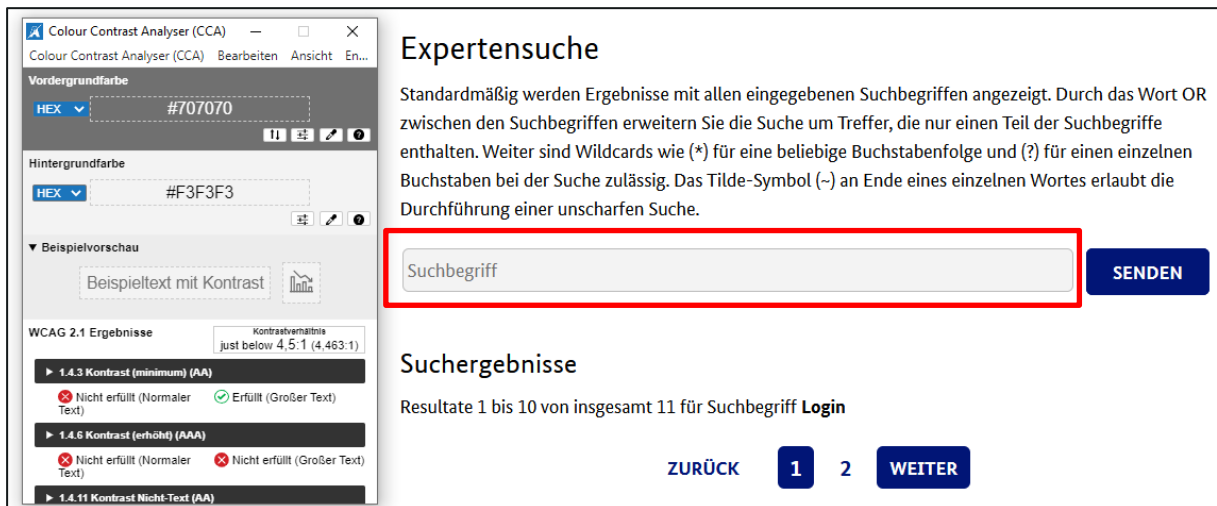 Colour Contrast Analyser (CCA)
Colour Contrast Analyser (CCA) Bearbeiten Ansicht En...
Vordergrundfarbe
HEX #707070
Hintergrundfarbe
HEX #F3F3F3
▼ Beispielvorschau
Beispieltext mit Kontrast
WCAG 2.1 Ergebnisse
Kontrastverhältnis
just below 4,5:1 (4,463:1)
▶ 1.4.3 Kontrast (minimum) (AA)
Nicht erfüllt (Normaler
Text)
Erfüllt (Großer Text)
▶ 1.4.6 Kontrast (erhöht) (AAA)
Nicht erfüllt (Normaler
Text)
Nicht erfüllt (Großer Text)
▶ 1.4.11 Kontrast Nicht-Text (AA)
Expertensuche
Standardmäßig werden Ergebnisse mit allen eingegebenen Suchbegriffen angezeigt. Durch das Wort OR
zwischen den Suchbegriffen erweitern Sie die Suche um Treffer, die nur einen Teil der Suchbegriffe
enthalten. Weiter sind Wildcards wie (*) für eine beliebige Buchstabenfolge und (?) für einen einzelnen
Buchstaben bei der Suche zulässig. Das Tilde-Symbol (~) an Ende eines einzelnen Wortes erlaubt die
Durchführung einer unscharfen Suche.
Suchbegriff
SENDEN
Suchergebnisse
Resultate 1 bis 10 von insgesamt 11 für Suchbegriff Login
ZURÜCK 1 2 WEITER